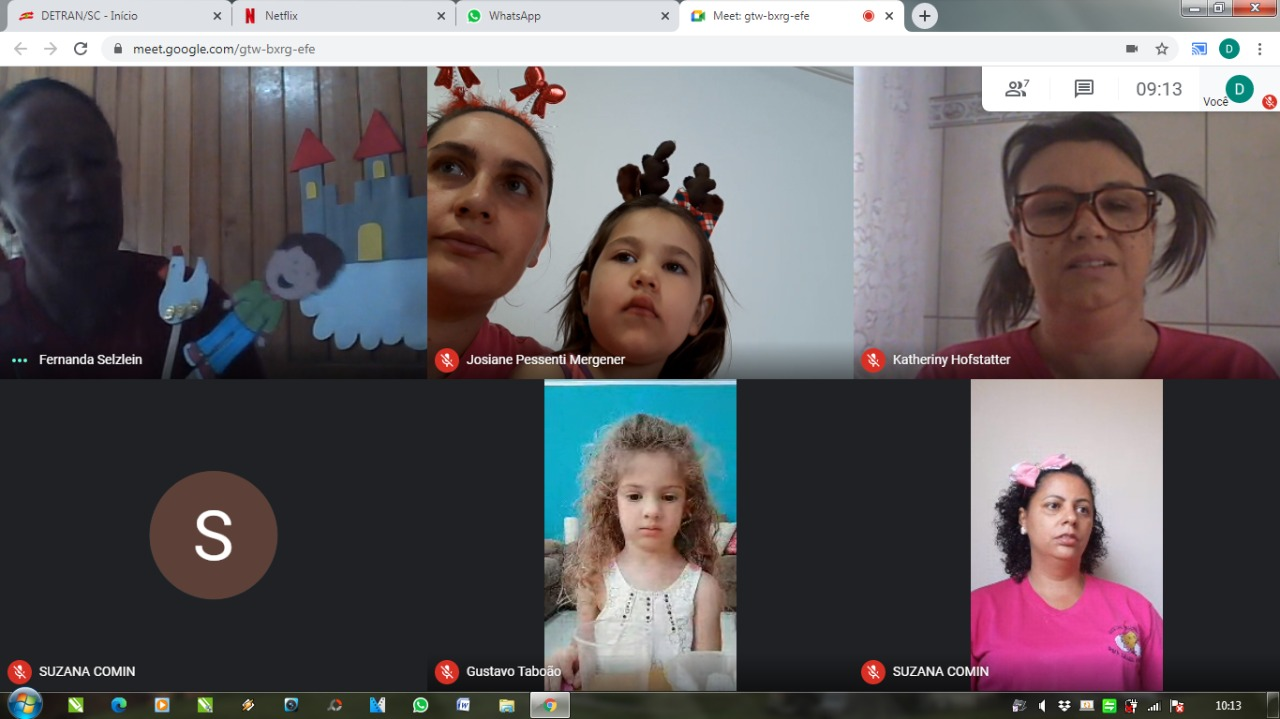 DETRAN/SC - Início
Netflix
WhatsApp
Meet: gtw-bxrg-efe
meet.google.com/gtw-bxrg-efe
D
7
09:13
Você
D
Fernanda Selzlein
Josiane Pessenti Mergener
Katheriny Hofstatter
S
SUZANA COMIN
Gustavo Taboão
SUZANA COMIN
10:13